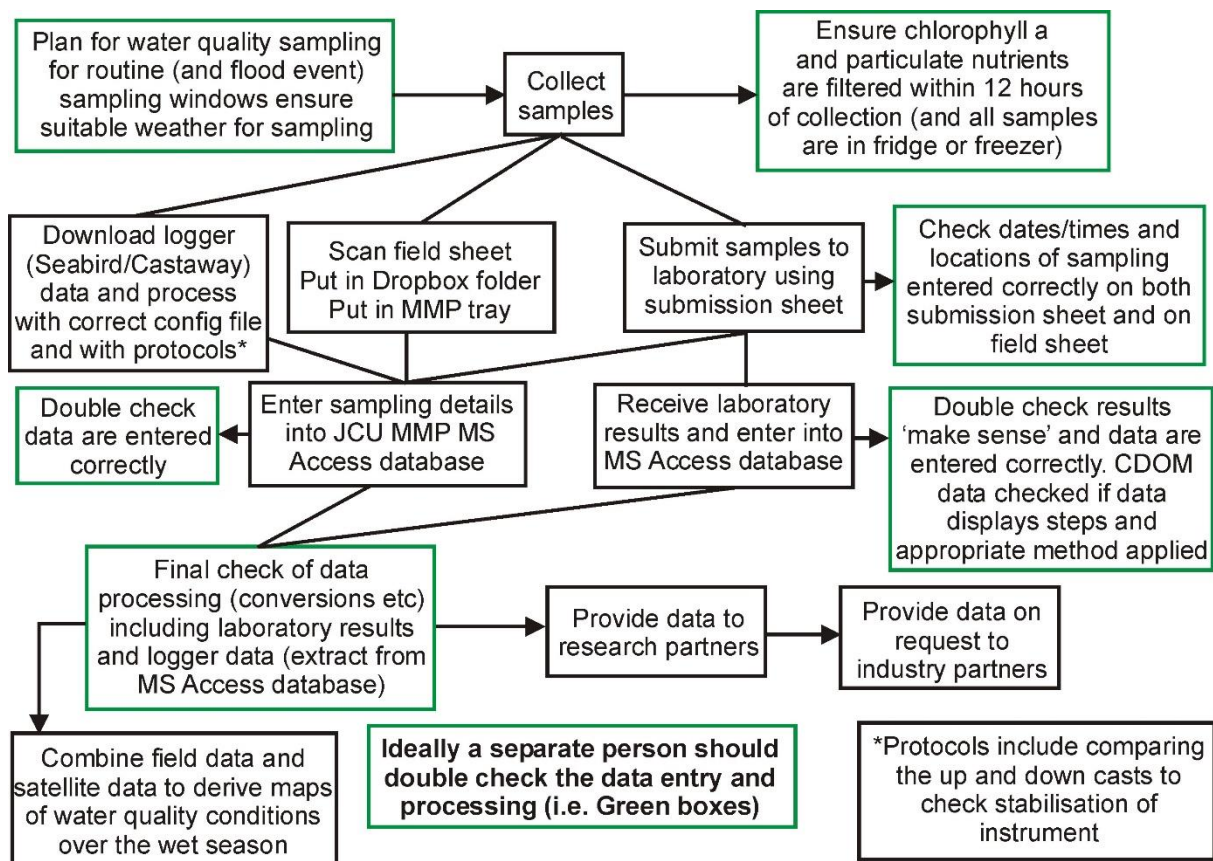 Plan for water quality sampling
for routine (and flood event)
sampling windows ensure
suitable weather for sampling
Collect
samples
Ensure chlorophyll a
and particulate nutrients
are filtered within 12 hours
of collection (and all samples
are in fridge or freezer)
Download logger
(Seabird/Castaway)
data and process
with correct config file
and with protocols*
Scan field sheet
Put in Dropbox folder
Put in MMP tray
Submit samples to
laboratory using
submission sheet
Check dates/times and
locations of sampling
entered correctly on both
submission sheet and on
field sheet
Double check
data are entered
correctly
Enter sampling details
into JCU MMP MS
Access database
Receive laboratory
results and enter into
MS Access database
Double check results
‘make sense’ and data are
entered correctly. CDOM
data checked if data
displays steps and
appropriate method applied
Final check of data
processing (conversions etc)
including laboratory results
and logger data (extract from
MS Access database)
Provide data to
research partners
Provide data on
request to
industry partners
Combine field data and
satellite data to derive maps
of water quality conditions
over the wet season
Ideally a separate person should
double check the data entry and
processing (i.e. Green boxes)
*Protocols include comparing
the up and down casts to
check stabilisation of
instrument